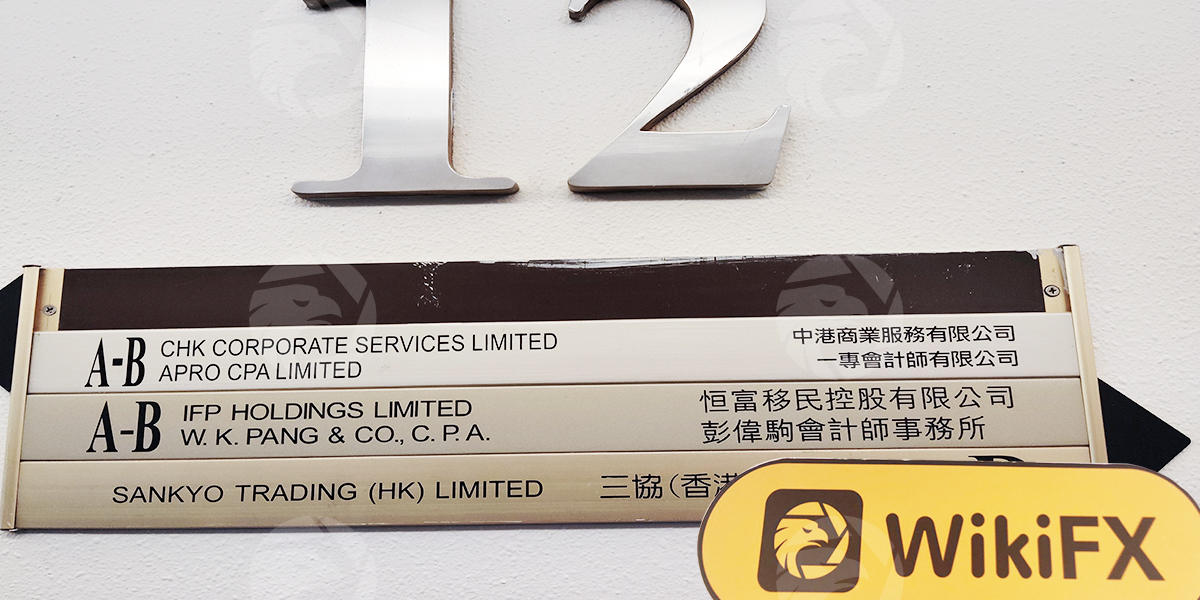 12
A-B CHK CORPORATE SERVICES LIMITED 中港商業服務有限公司
APRO CPA LIMITED 一專會計師有限公司
A-B IFP HOLDINGS LIMITED 恒富移民控股有限公司
W. K. PANG & CO., C. P. A. 彭偉駒會計師事務所
SANKYO TRADING (HK) LIMITED 三協(香港
WikiFX